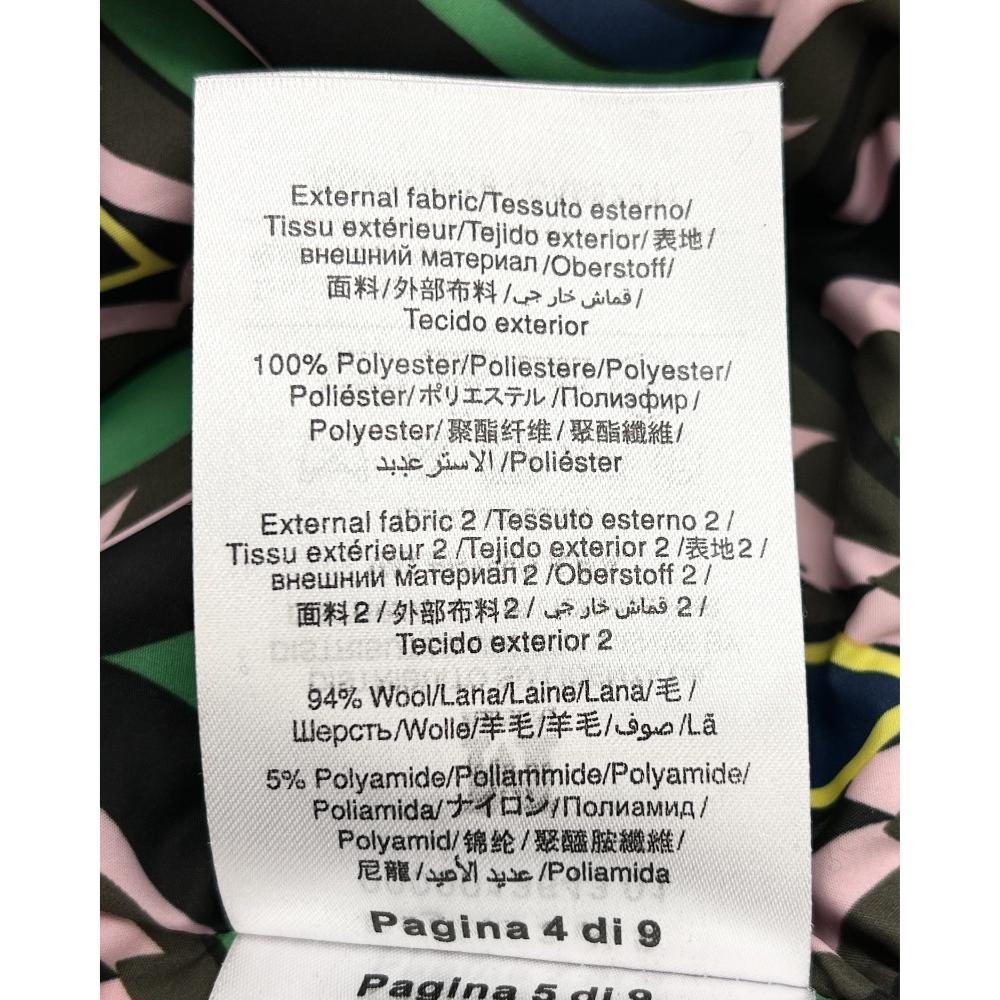 External fabric/Tessuto esterno/
Tissu extérieur/Tejido exterior/表地/
внешний материал/Oberstoff/
面料/外部布料/قماش خارجي/
Tecido exterior
100% Polyester/Poliestere/Polyester/
Poliéster/ポリエステル/Полиэфир/
Polyester/聚酯纤维/聚酯纖維/
الاستر عديد/Poliéster
External fabric 2 /Tessuto esterno 2 /
Tissu extérieur 2 /Tejido exterior 2 /表地2 /
внешний материал 2 /Oberstoff 2 /
面料2 / 外部布料2 / قماش خارجي 2 /
Tecido exterior 2
94% Wool/Lana/Laine/Lana/毛 /
Шерсть/Wolle/羊毛/羊毛/صوف/Lã
5% Polyamide/Poliammide/Polyamide/
Poliamida/ナイロン/Полиамид /
Polyamid/锦纶 / 聚醯胺纖維/
尼龍 /عديد الأميد /Poliamida
Pagina 4 di 9
Pagina 5 di 9